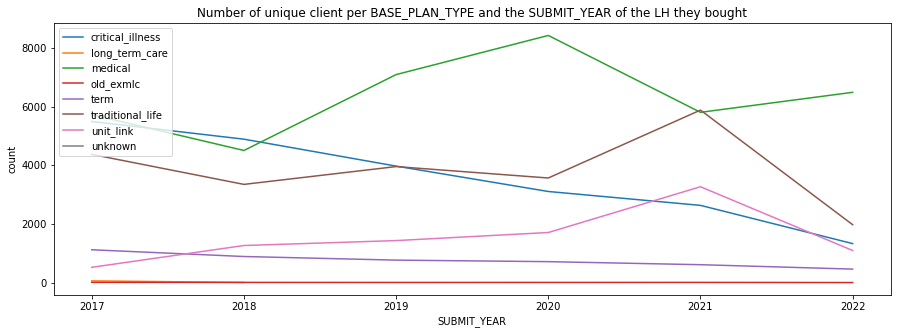 Number of unique client per BASE_PLAN_TYPE and the SUBMIT_YEAR of the LH they bought
critical_illness
long_term_care
medical
old_exmlc
term
traditional_life
unit_link
unknown
count
8000
6000
4000
2000
0
2017 2018 2019 2020 2021 2022
SUBMIT_YEAR